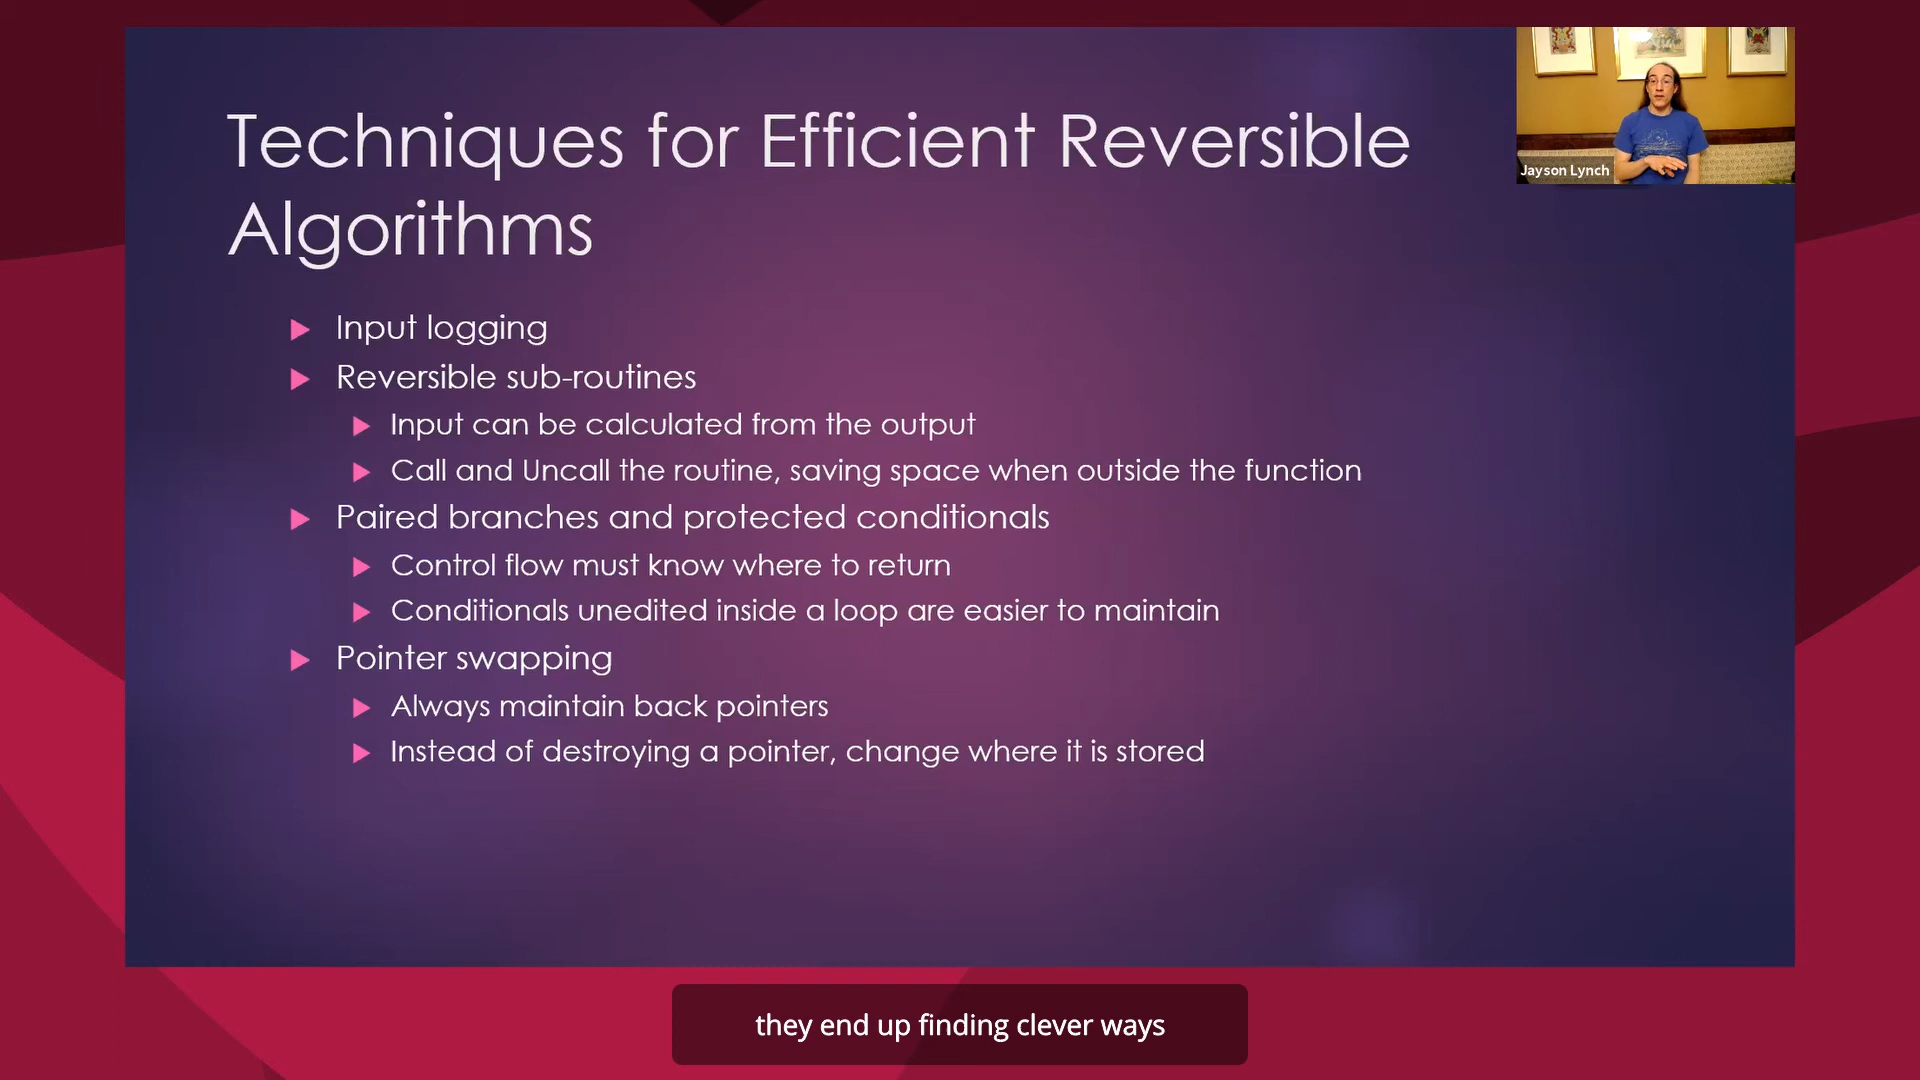 Techniques for Efficient Reversible
Algorithms
Jayson Lynch
Input logging
Reversible sub-routines
Input can be calculated from the output
Call and Uncall the routine, saving space when outside the function
Paired branches and protected conditionals
Control flow must know where to return
Conditionals unedited inside a loop are easier to maintain
Pointer swapping
Always maintain back pointers
Instead of destroying a pointer, change where it is stored
they end up finding clever ways